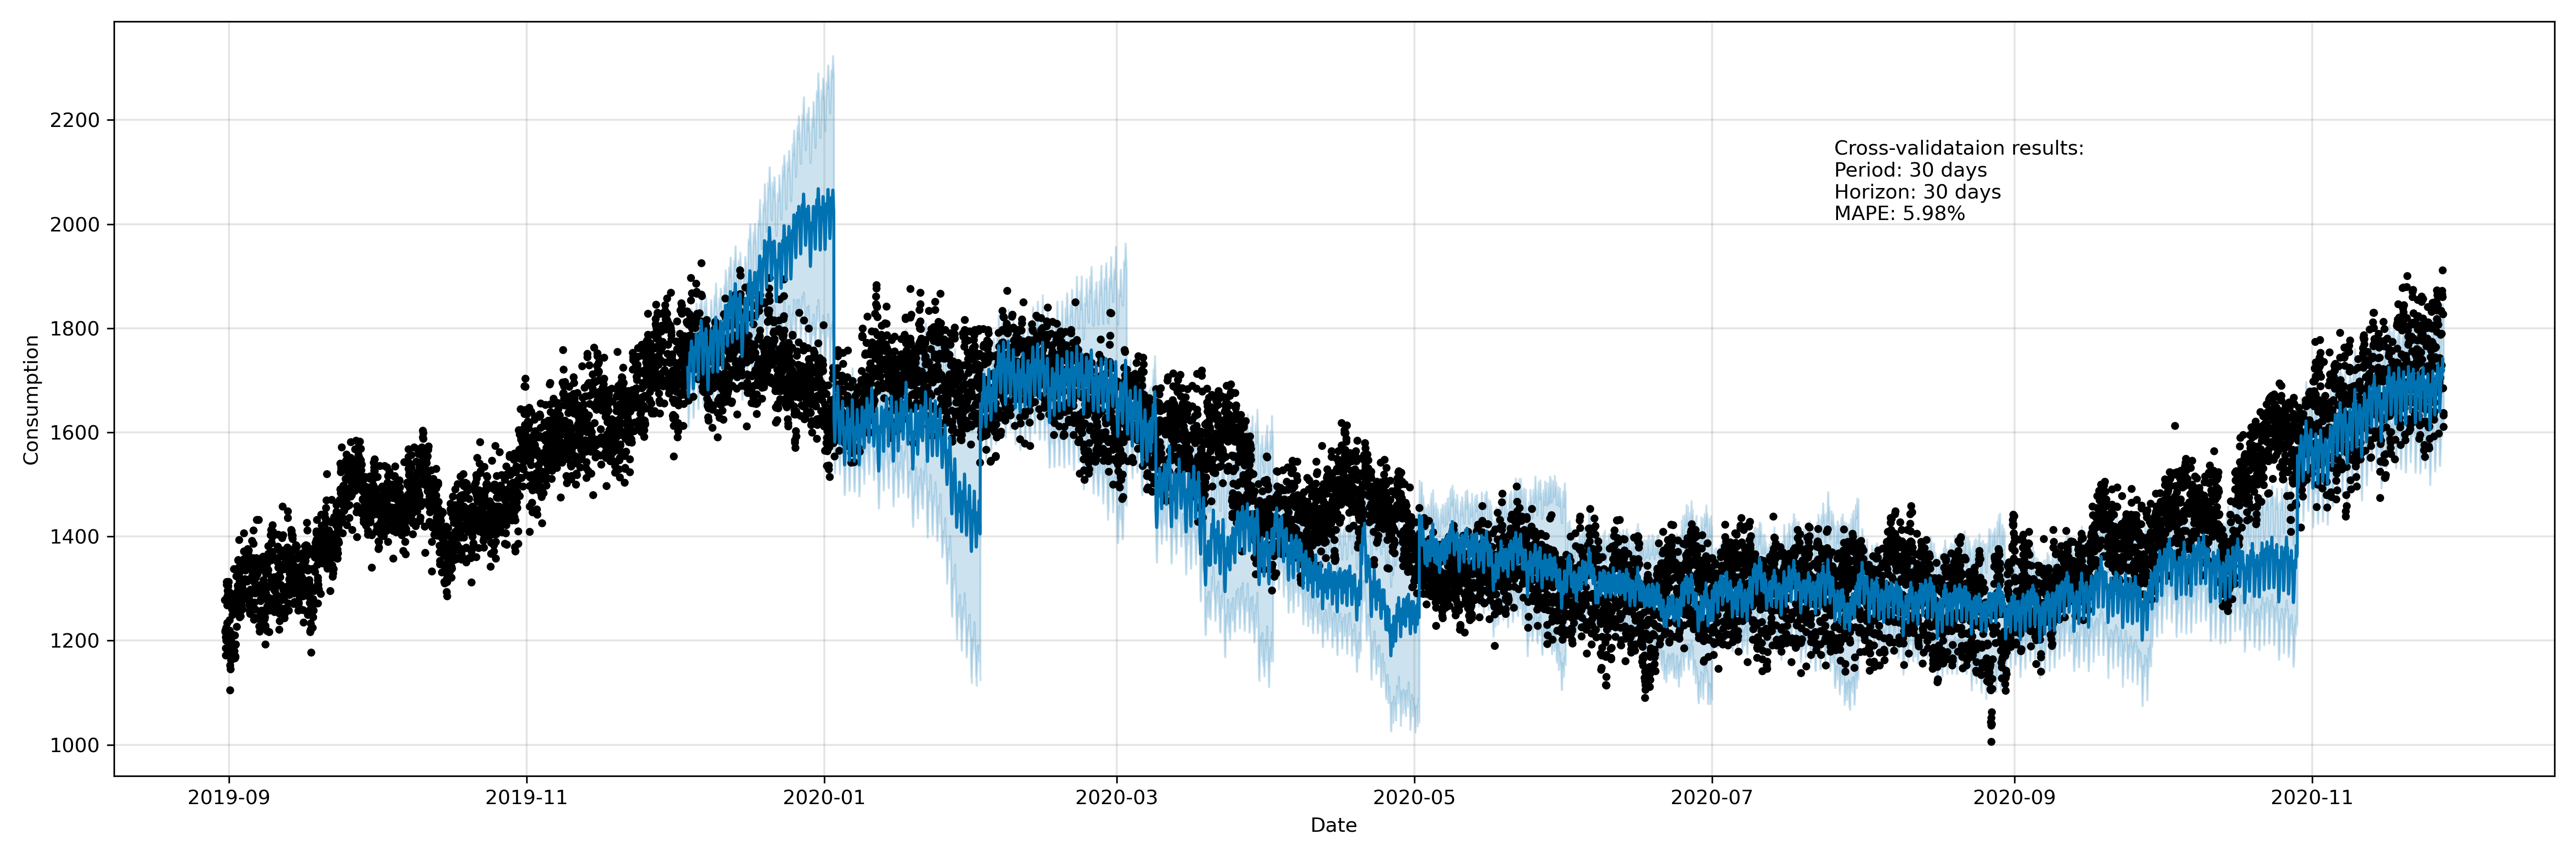 2200
2000
1800
1600
1400
1200
1000
Consumption
Cross-validataion results:
Period: 30 days
Horizon: 30 days
MAPE: 5.98%
2019-09 2019-11 2020-01 2020-03 2020-05 2020-07 2020-09 2020-11
Date